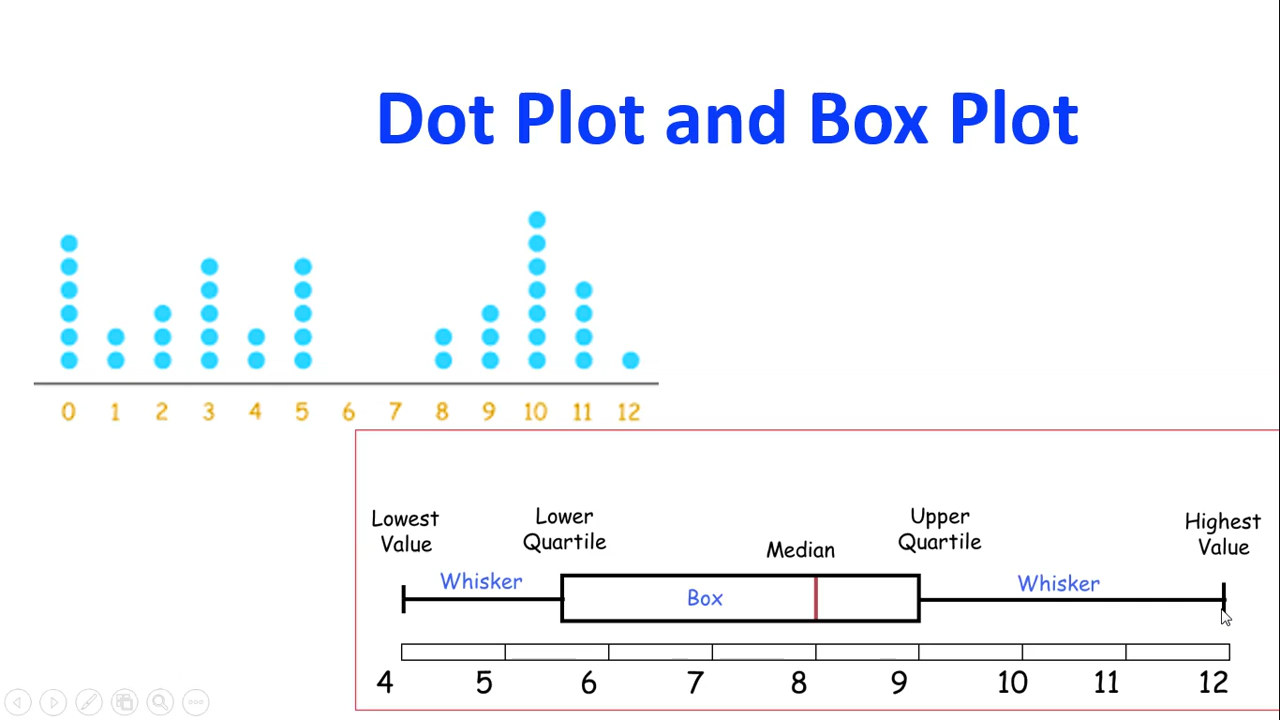 Dot Plot and Box Plot
0 1 2 3 4 5 6 7 8 9 10 11 12
Lowest
Value
Lower
Quartile
Median
Upper
Quartile
Highest
Value
Whisker
Box
Whisker
4 5 6 7 8 9 10 11 12